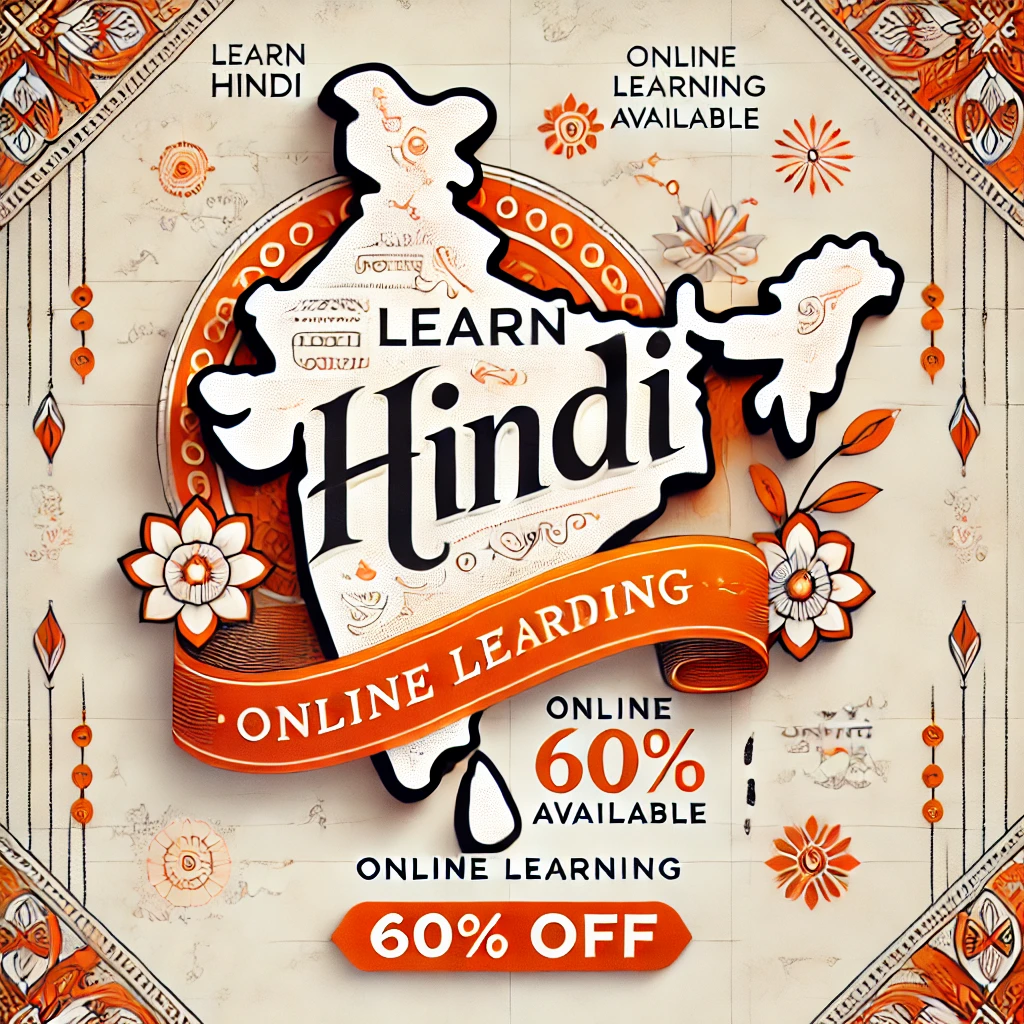 LEARN
HINDI
ONLINE
LEARNING
AVAILABLE
LEARN
Hindi
ONLINE LEARDING
ONLINE
60%
AVAILABLE
ONLINE LEARNING
60% OFF